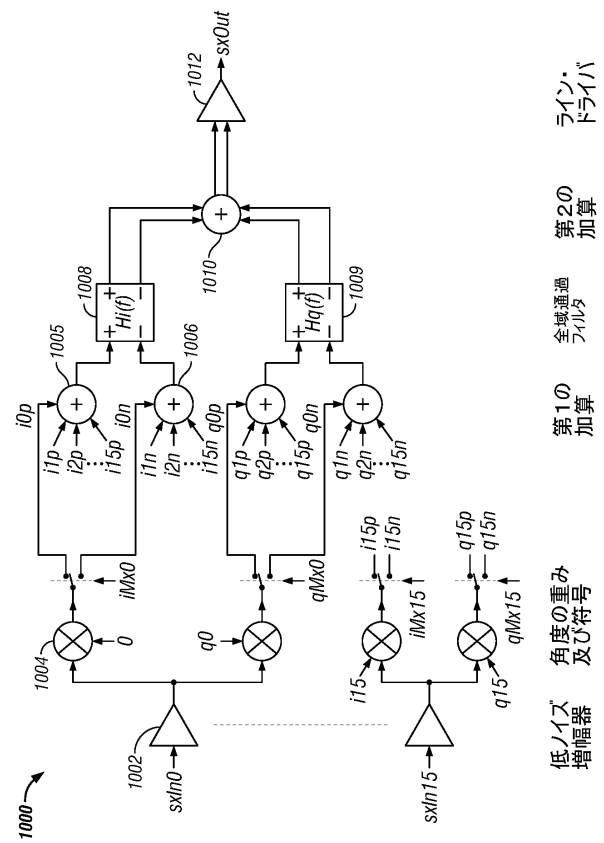 1000
sxIn0
1002
1004
0
iMx0
q0
qMx0
sxIn15
i15
iMx15
i15p
i15n
q15
qMx15
q15p
q15n
i0p
1005
+
i1p
i2p
i15p
i0n
1006
+
i1n
i2n
i15n
q0p
+
q1p
q2p
q15p
q0n
+
q1n
q2n
q15n
1008
+ +
Hi(f)
− −
1009
+ +
Hq(f)
− −
1010
+
1012
sxOut
低ノイズ
増幅器
角度の重み
及び符号
第1の
加算
全域通過
フィルタ
第2の
加算
ライン・
ドライバ